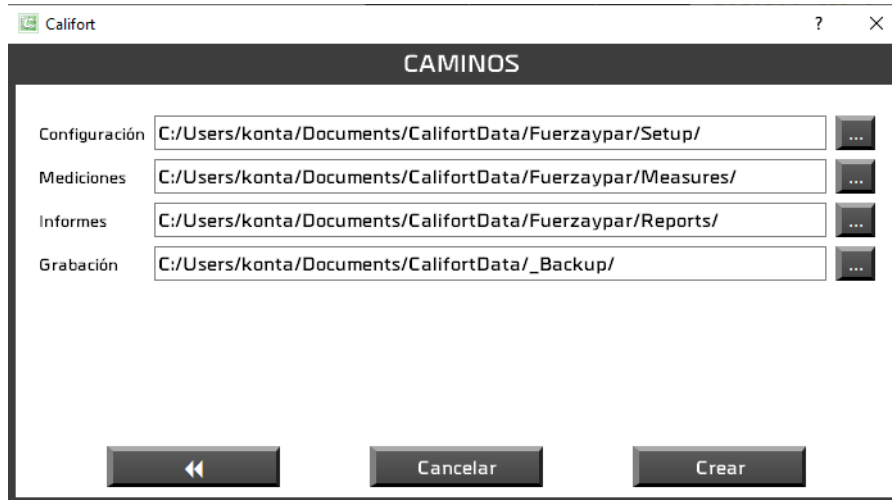 Califort ?
CAMINOS
Configuración C:/Users/konta/Documents/CalifortData/Fuerzaypar/Setup/ ...
Mediciones C:/Users/konta/Documents/CalifortData/Fuerzaypar/Measures/ ...
Informes C:/Users/konta/Documents/CalifortData/Fuerzaypar/Reports/ ...
Grabación C:/Users/konta/Documents/CalifortData/_Backup/ ...
Cancelar Crear